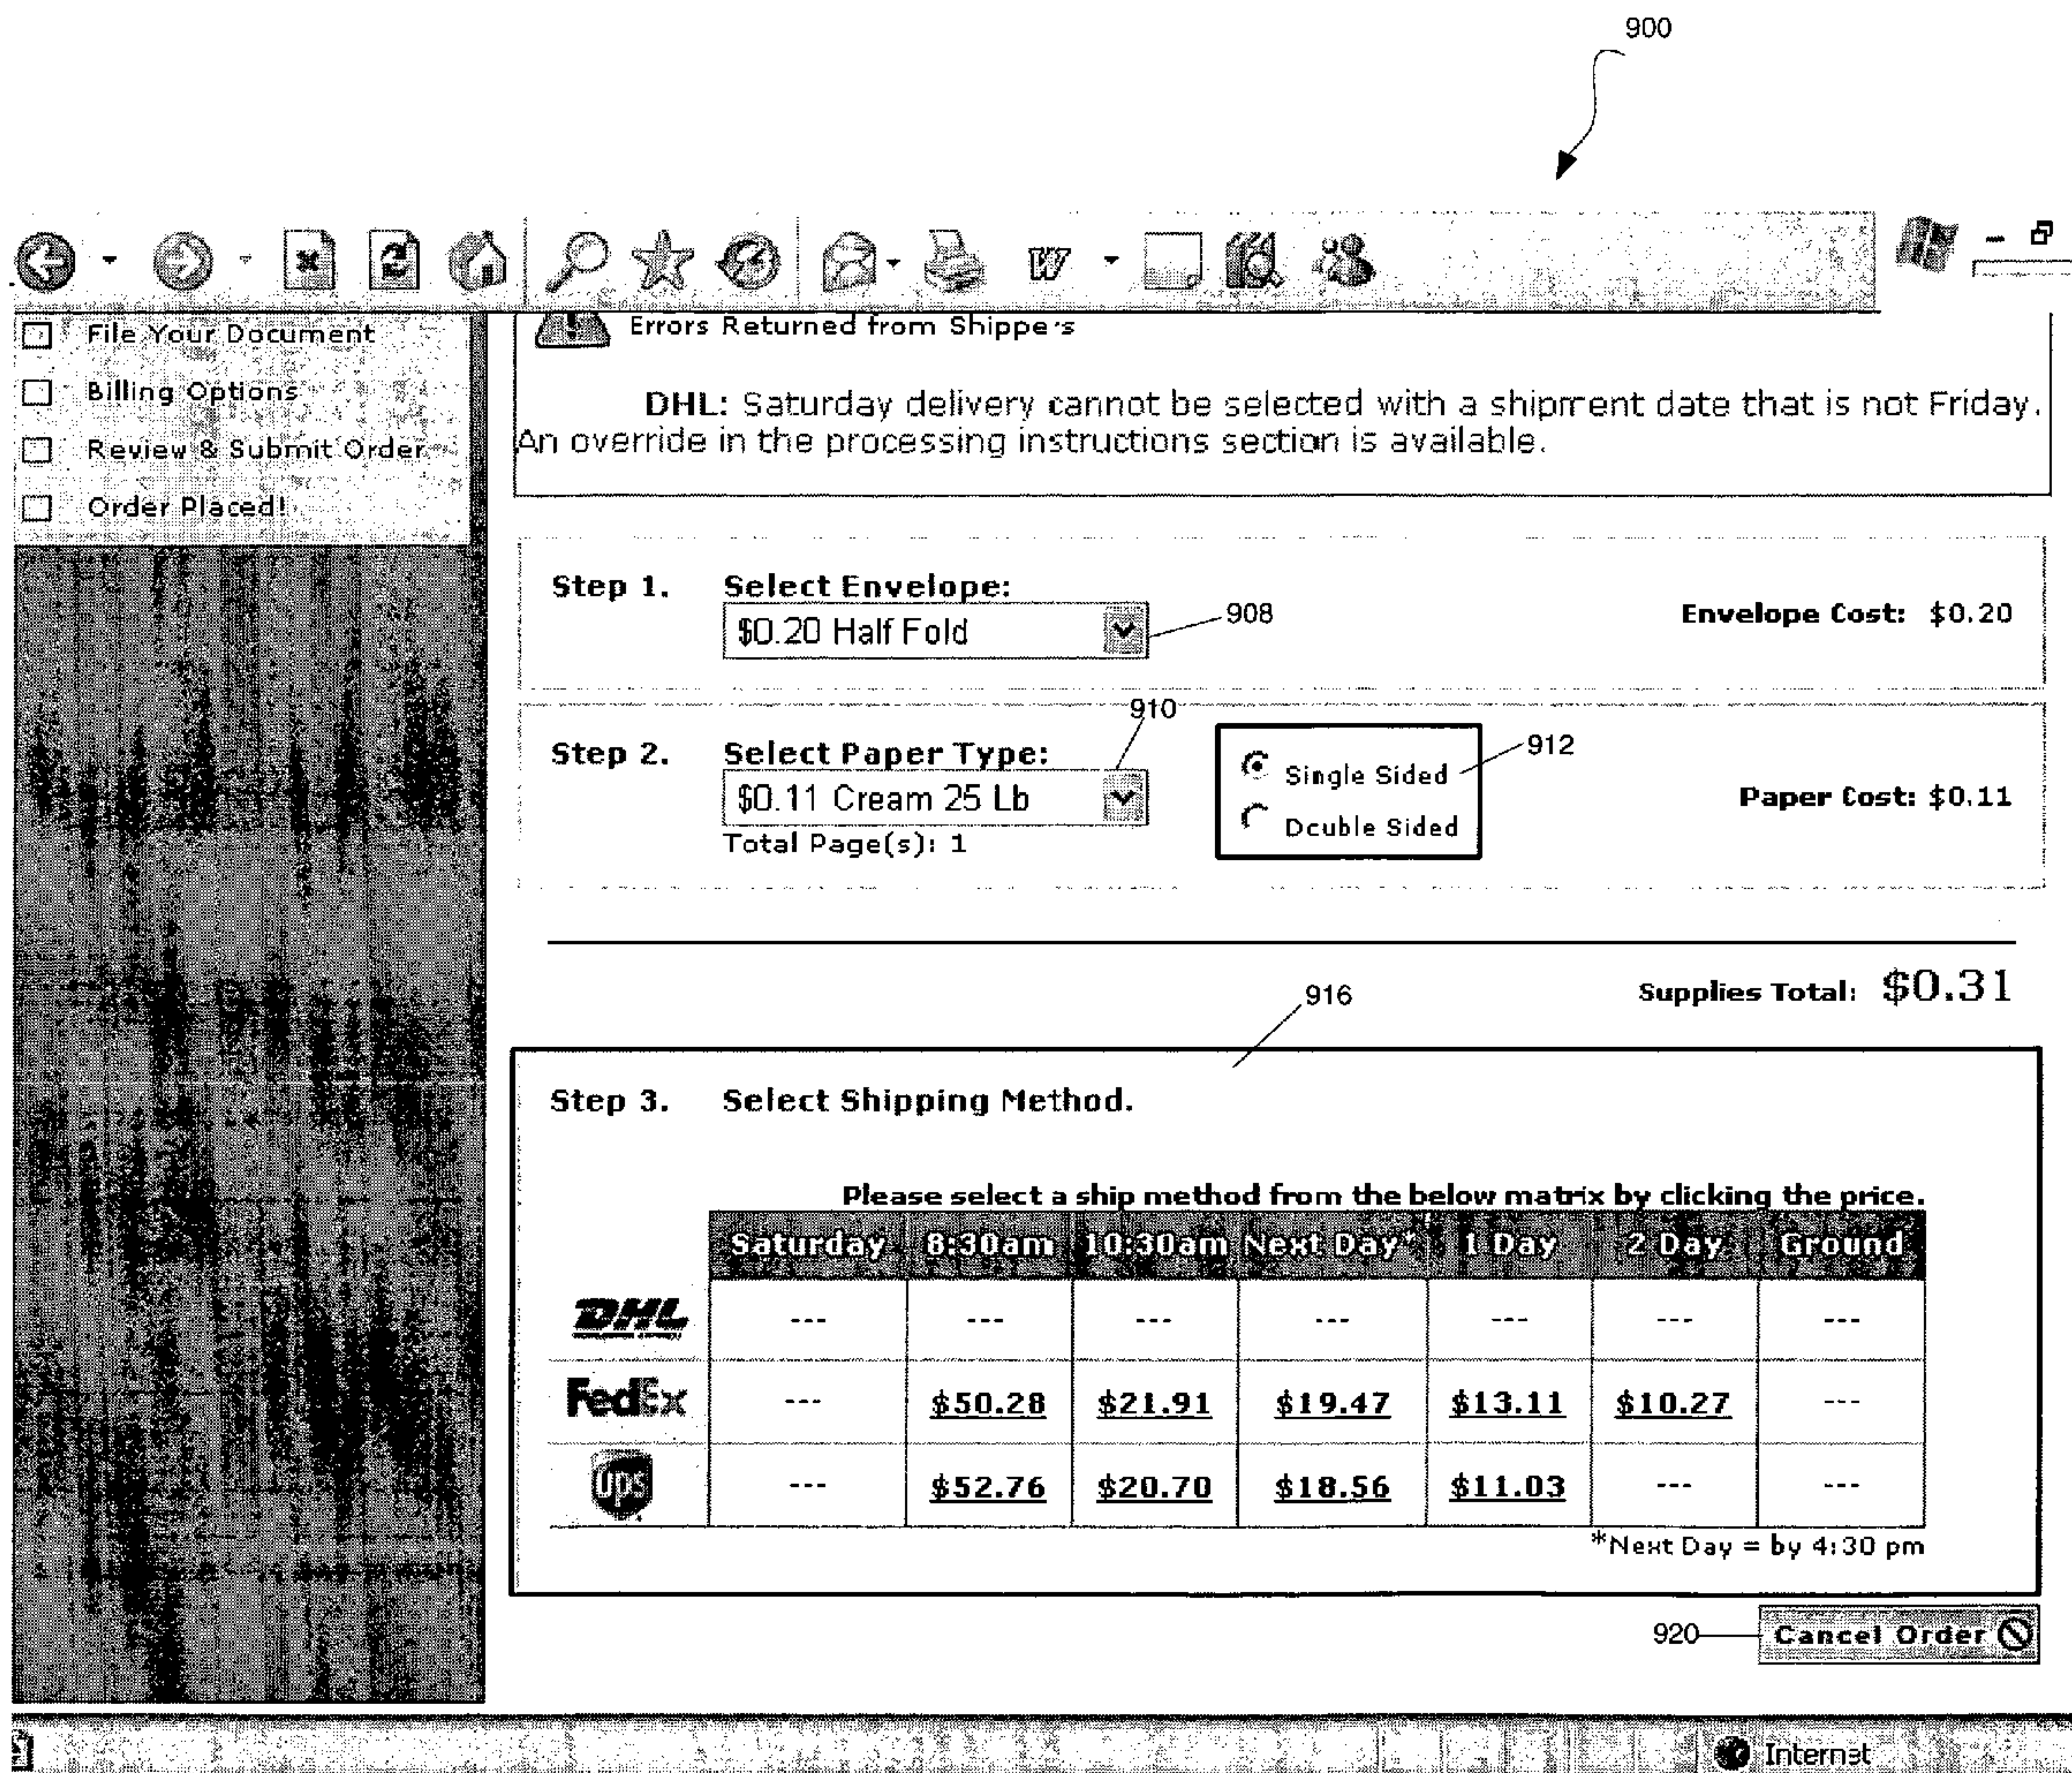 900
W
File Your Document
Billing Options
Review & Submit Order
Order Placed!
Errors Returned from Shippers
DHL: Saturday delivery cannot be selected with a shipment date that is not Friday.
An override in the processing instructions section is available.
Step 1. Select Envelope:
$0.20 Half Fold
908
Envelope Cost: $0.20
910
Step 2. Select Paper Type:
$0.11 Cream 25 Lb
Total Page(s): 1
Single Sided
Double Sided
912
Paper Cost: $0.11
Supplies Total: $0.31
916
Step 3. Select Shipping Method.
Please select a ship method from the below matrix by clicking the price.
Saturday 8:30am 10:30am Next Day* 1 Day 2 Day Ground
DHL --- --- --- --- --- --- ---
FedEx --- $50.28 $21.91 $19.47 $13.11 $10.27 ---
ups --- $52.76 $20.70 $18.56 $11.03 --- ---
*Next Day = by 4:30 pm
920
Cancel Order
Internet